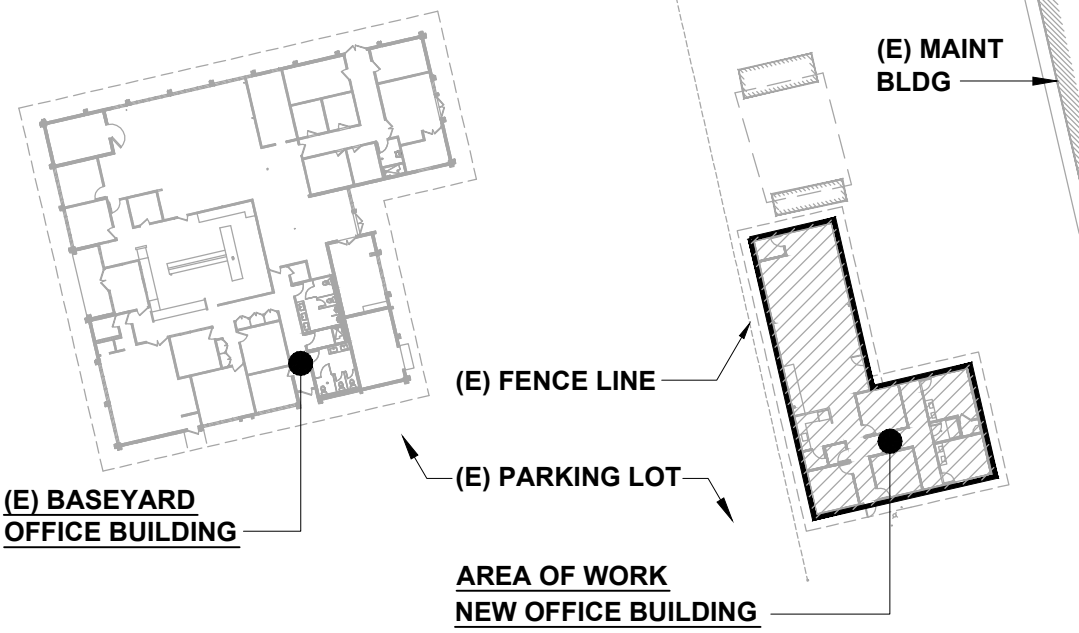 (E) MAINT
BLDG
(E) FENCE LINE
(E) PARKING LOT
(E) BASEYARD
OFFICE BUILDING
AREA OF WORK
NEW OFFICE BUILDING